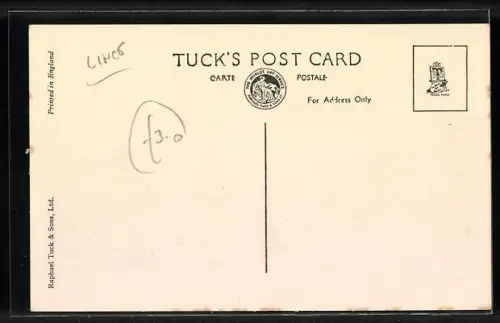 LINCS
TUCK'S POST CARD
CARTE POSTALE
For Address Only
£3-0
Printed in England
Raphael Tuck & Sons, Ltd.